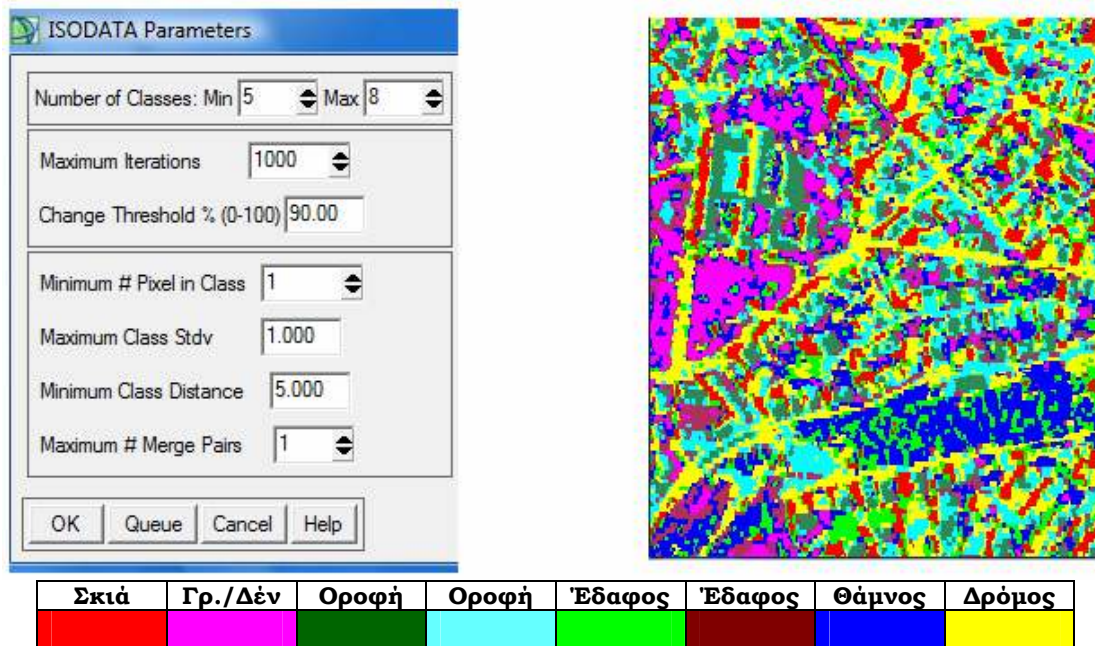 ISODATA Parameters
Number of Classes: Min 5 Max 8
Maximum Iterations 1000
Change Threshold % (0-100) 90.00
Minimum # Pixel in Class 1
Maximum Class Stdv 1.000
Minimum Class Distance 5.000
Maximum # Merge Pairs 1
OK Queue Cancel Help
Σκιά Γρ./Δέν Οροφή Οροφή Έδαφος Έδαφος Θάμνος Δρόμος